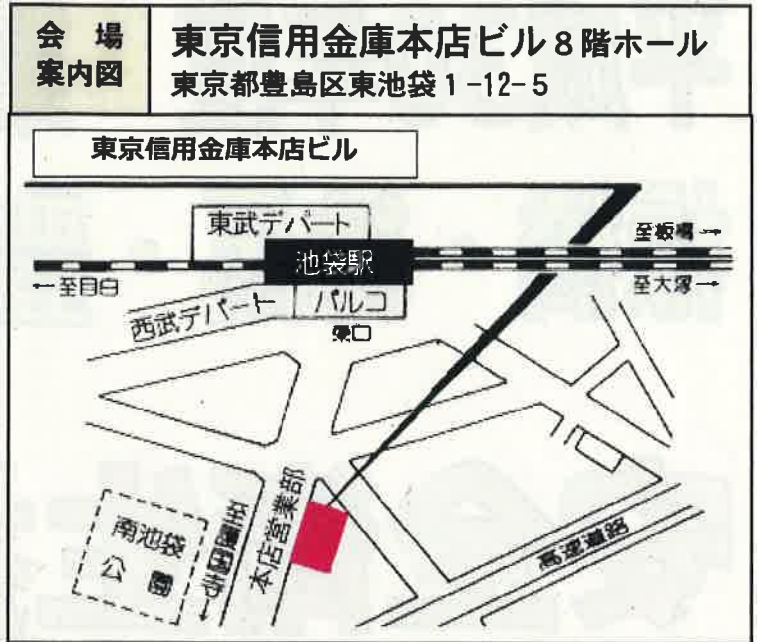 会場
案内図
東京信用金庫本店ビル8階ホール
東京都豊島区東池袋1-12-5
東京信用金庫本店ビル
東武デパート
池袋駅
至板橋→
←至目白
至大塚→
西武デパート
パルコ
東口
本店営業部
南池袋
公園
至護国寺
高速道路